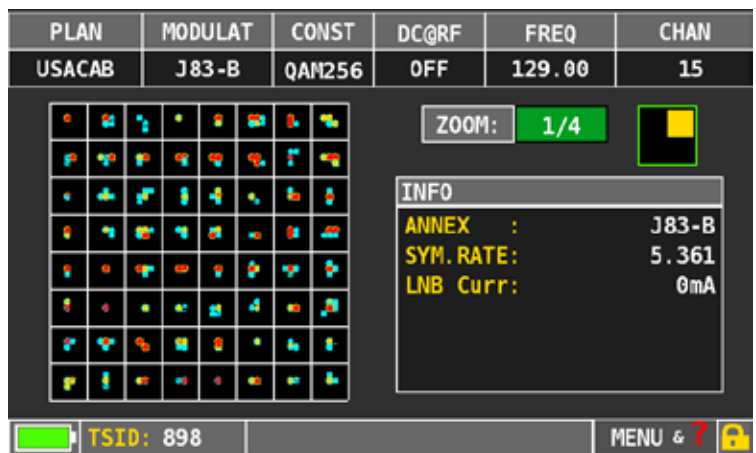 PLAN MODULAT CONST DC@RF FREQ CHAN
USACAB J83-B QAM256 OFF 129.00 15
ZOOM: 1/4
INFO
ANNEX : J83-B
SYM.RATE: 5.361
LNB Curr: 0mA
TSID: 898 MENU & ?